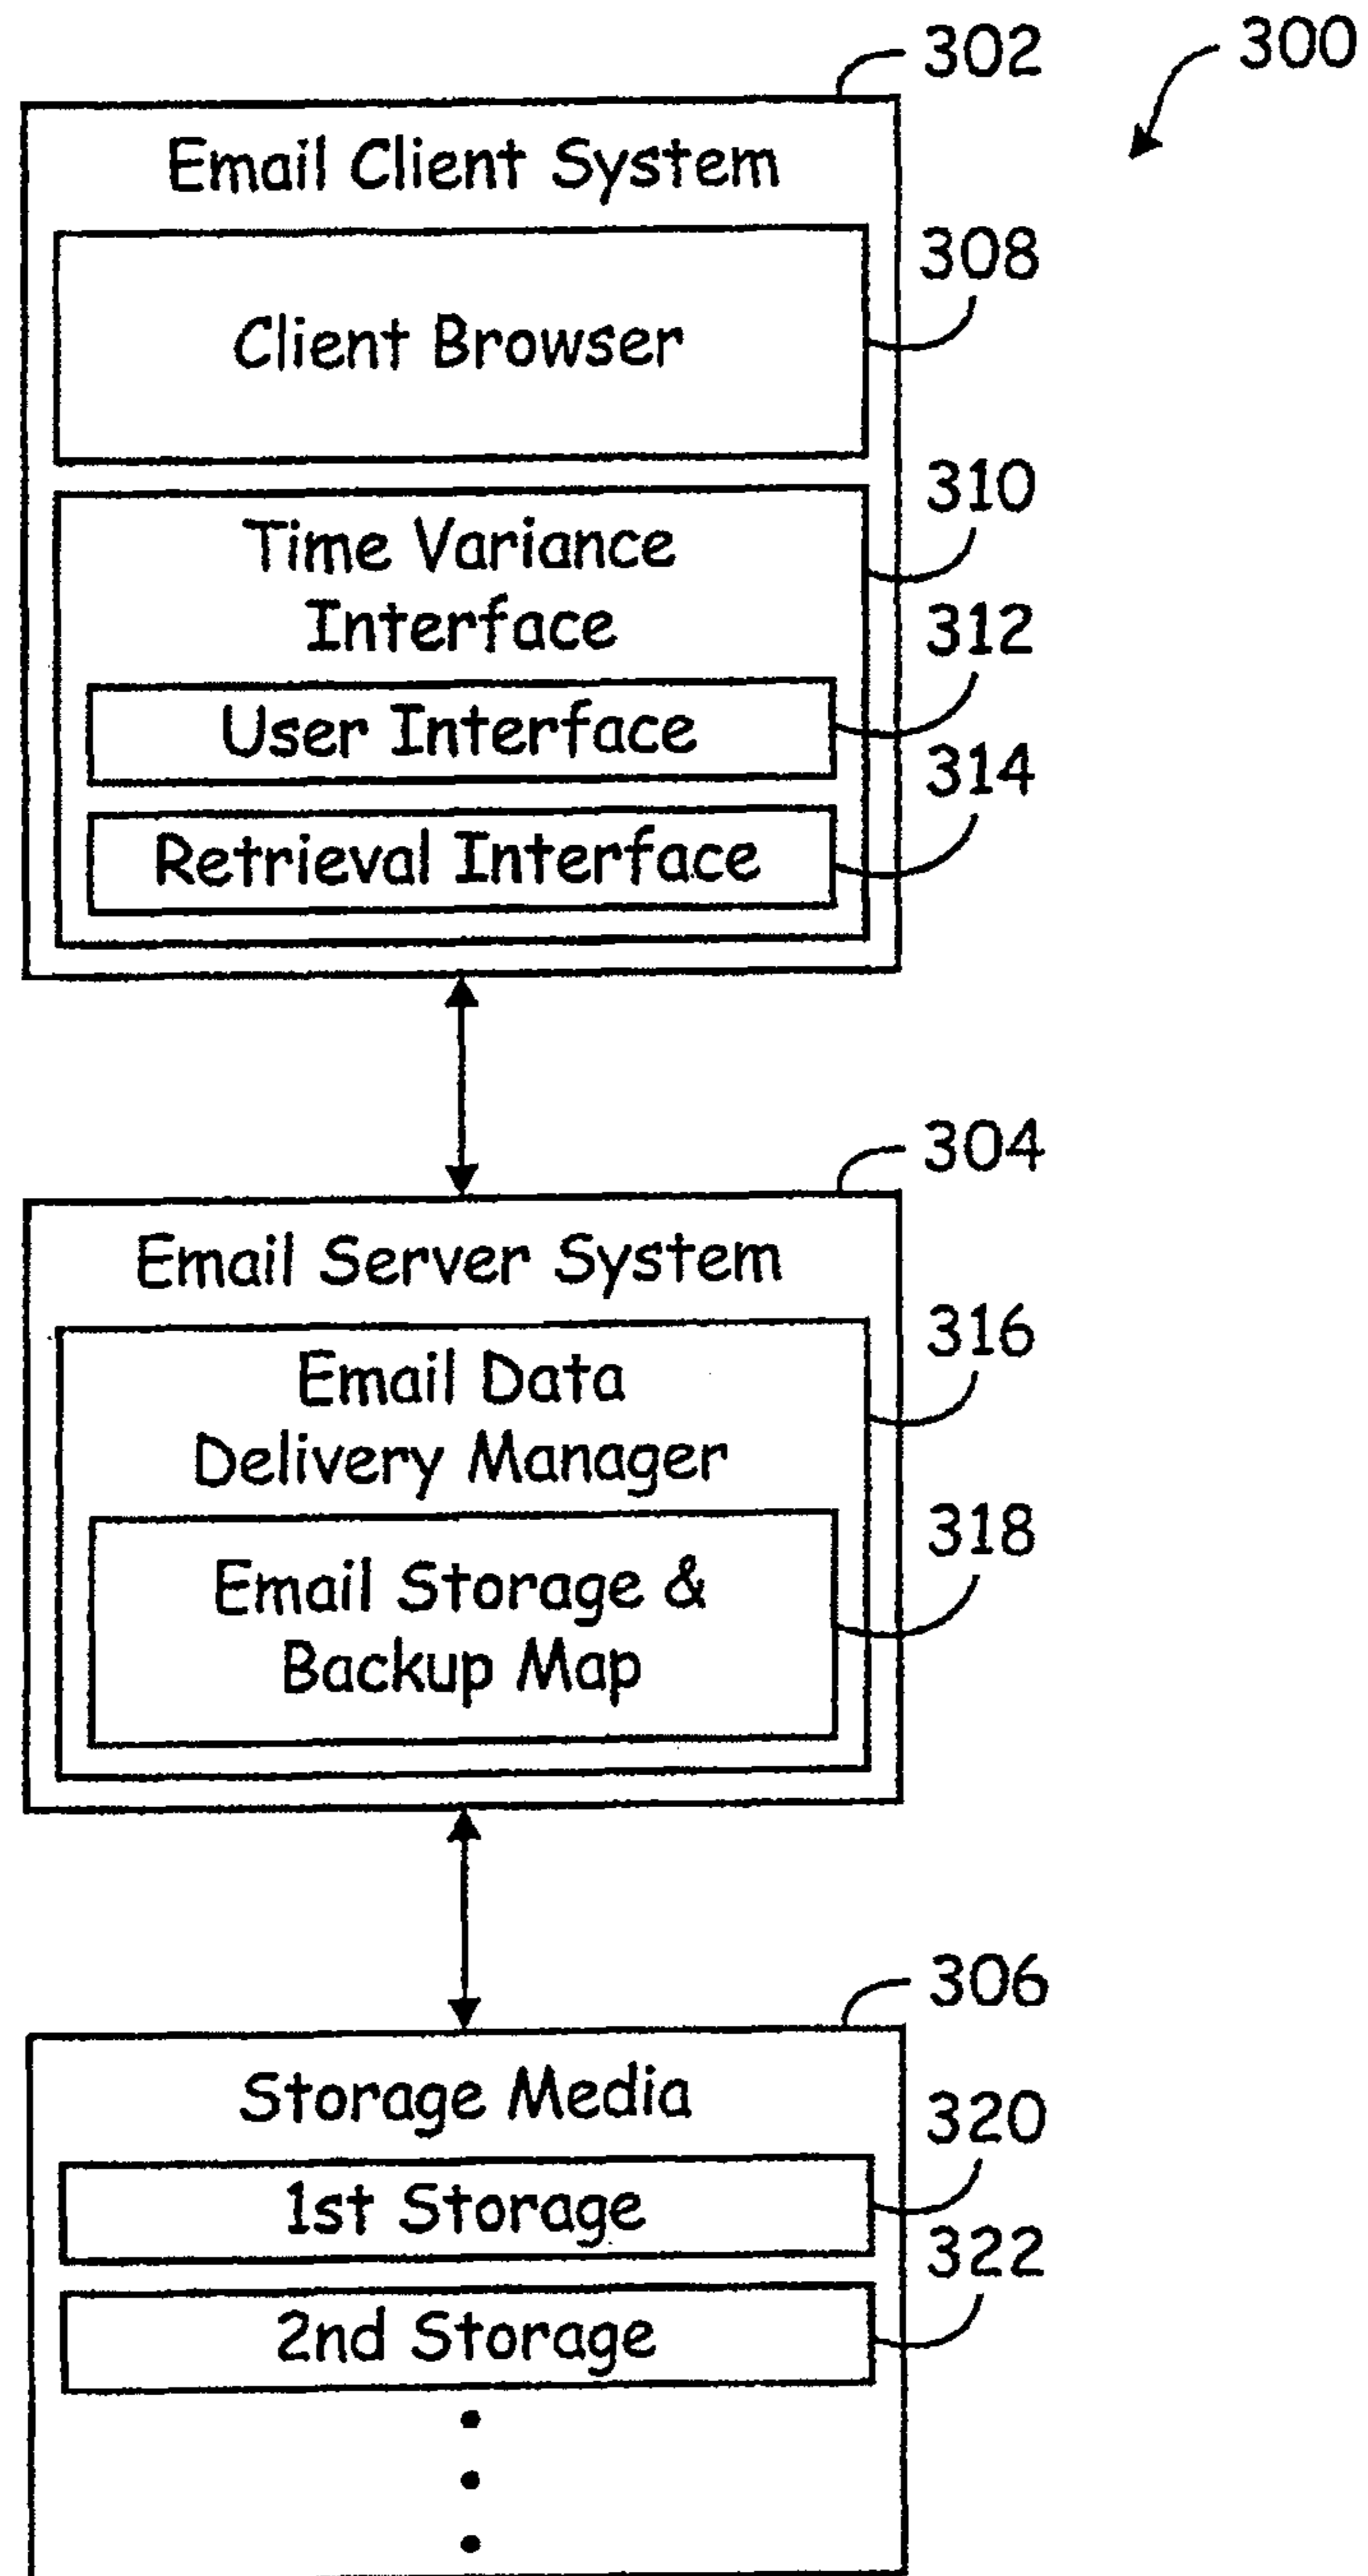 302
300
Email Client System
308
Client Browser
310
Time Variance
Interface
312
User Interface
314
Retrieval Interface
304
Email Server System
316
Email Data
Delivery Manager
318
Email Storage &
Backup Map
306
Storage Media
320
1st Storage
322
2nd Storage